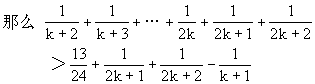 那么 1/(k+2) + 1/(k+3) + … + 1/(2k) + 1/(2k+1) + 1/(2k+2)
> 13/24 + 1/(2k+1) + 1/(2k+2) − 1/(k+1)